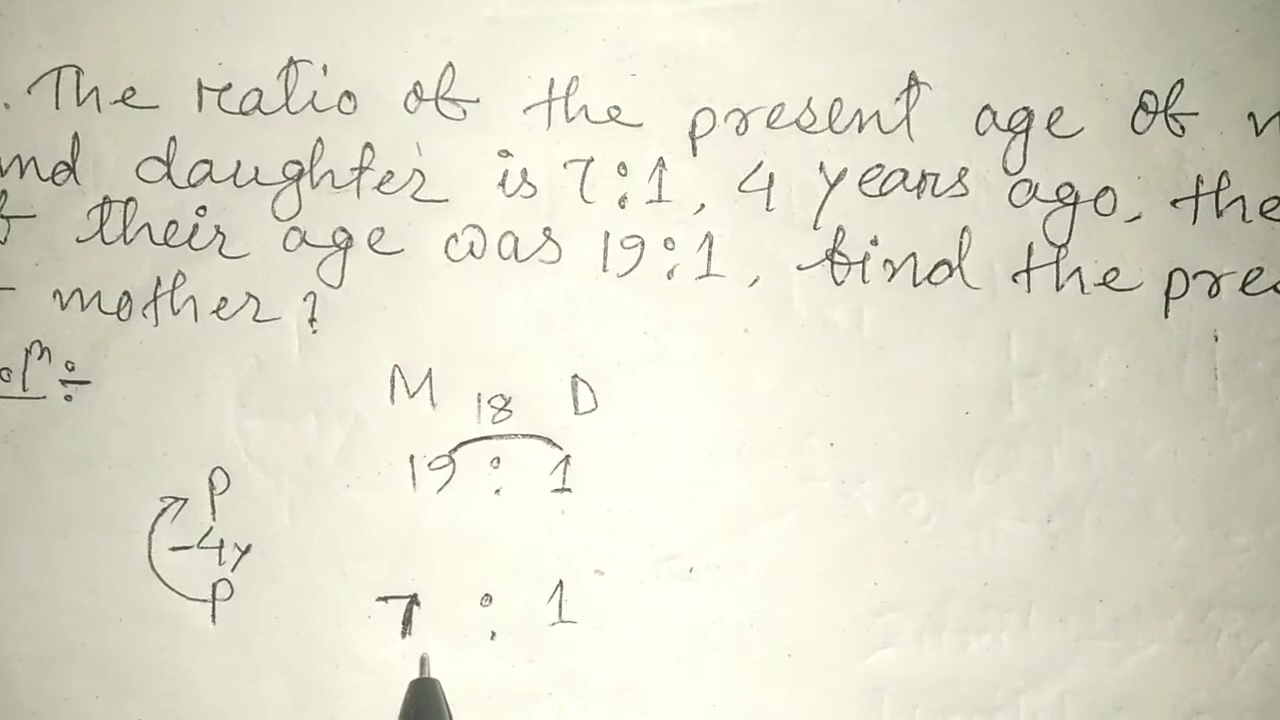 . The ratio of the present age of
nd daughter is 7:1, 4 years ago, the
their age was 19:1, find the pre
mother?
M 18 D
19 : 1
P
-4y
P
7 : 1